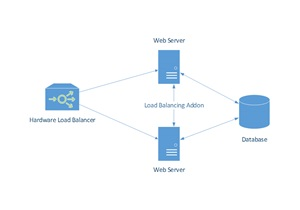 Web Server
Load Balancing Addon
Hardware Load Balancer
Database
Web Server